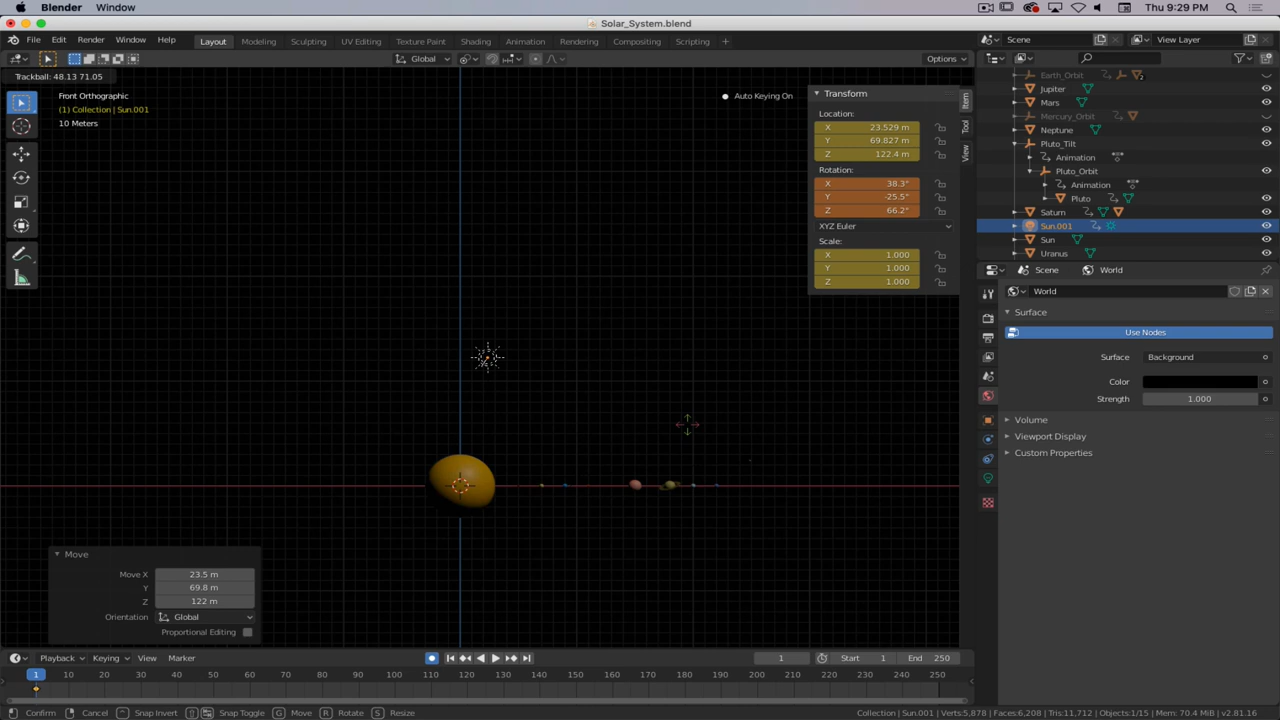 Blender Window
Thu 9:29 PM
Solar_System.blend
File Edit Render Window Help
Layout Modeling Sculpting UV Editing Texture Paint Shading Animation Rendering Compositing Scripting +
Scene
View Layer
Global
Options
Trackball: 48.13 71.05
Front Orthographic
(1) Collection | Sun.001
10 Meters
Auto Keying On
Transform
Location:
X 23.529 m
Y 69.827 m
Z 122.4 m
Rotation:
X 38.3°
Y -25.5°
Z 66.2°
XYZ Euler
Scale:
X 1.000
Y 1.000
Z 1.000
Item
Tool
View
Earth_Orbit
Jupiter
Mars
Mercury_Orbit
Neptune
Pluto_Tilt
Animation
Pluto_Orbit
Animation
Pluto
Saturn
Sun.001
Sun
Uranus
Scene World
World
Surface
Use Nodes
Surface Background
Color
Strength 1.000
Volume
Viewport Display
Custom Properties
Move
Move X 23.5 m
Y 69.8 m
Z 122 m
Orientation Global
Proportional Editing
Playback Keying View Marker
1
Start 1
End 250
1 10 20 30 40 50 60 70 80 90 100 110 120 130 140 150 160 170 180 190 200 210 220 230 240 250
Confirm Cancel Snap Invert Snap Toggle G Move R Rotate S Resize
Collection | Sun.001 | Verts:5,878 | Faces:6,208 | Tris:11,712 | Objects:1/15 | Mem: 70.4 MiB | v2.81.16